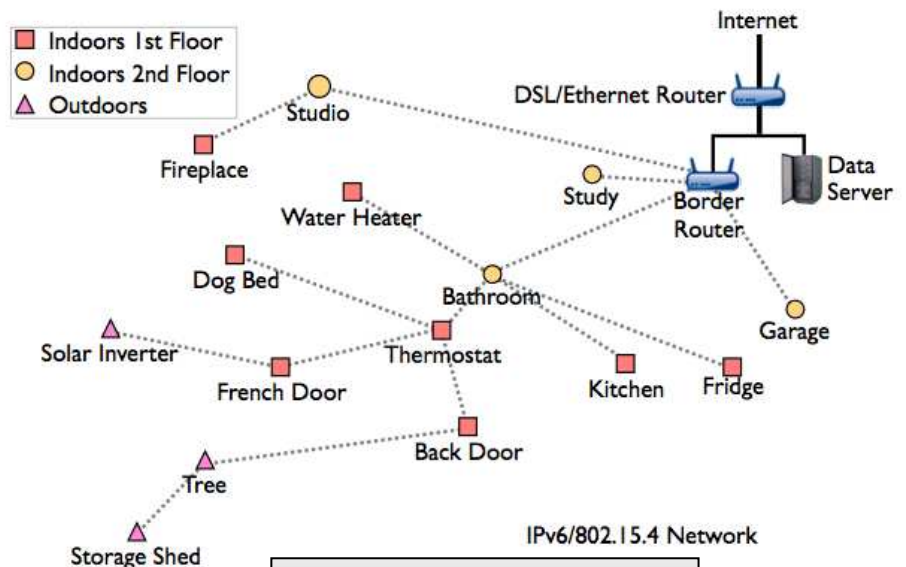 Internet
Indoors 1st Floor
Indoors 2nd Floor
Outdoors
DSL/Ethernet Router
Studio
Fireplace
Data
Server
Study
Border
Router
Water Heater
Dog Bed
Bathroom
Garage
Solar Inverter
Thermostat
French Door
Kitchen
Fridge
Back Door
Tree
IPv6/802.15.4 Network
Storage Shed